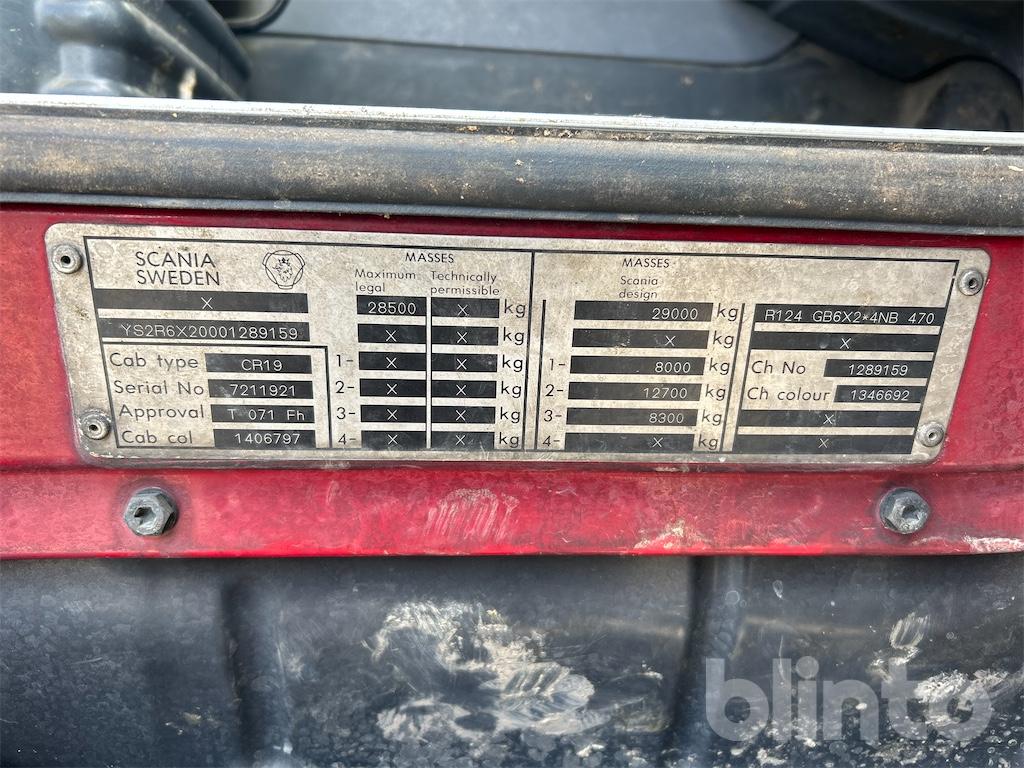 SCANIA
SWEDEN
X
YS2R6X20001289159
Cab type CR19
Serial No 7211921
Approval T 071 Fh
Cab col 1406797
MASSES
Maximum legal Technically permissible
28500 X kg
X X kg
1- X X kg
2- X X kg
3- X X kg
4- X X kg
MASSES
Scania
design
29000 kg
X kg
1- 8000 kg
2- 12700 kg
3- 8300 kg
4- X kg
R124 GB6X2*4NB 470
X
Ch No 1289159
Ch colour 1346692
X
X
blinto